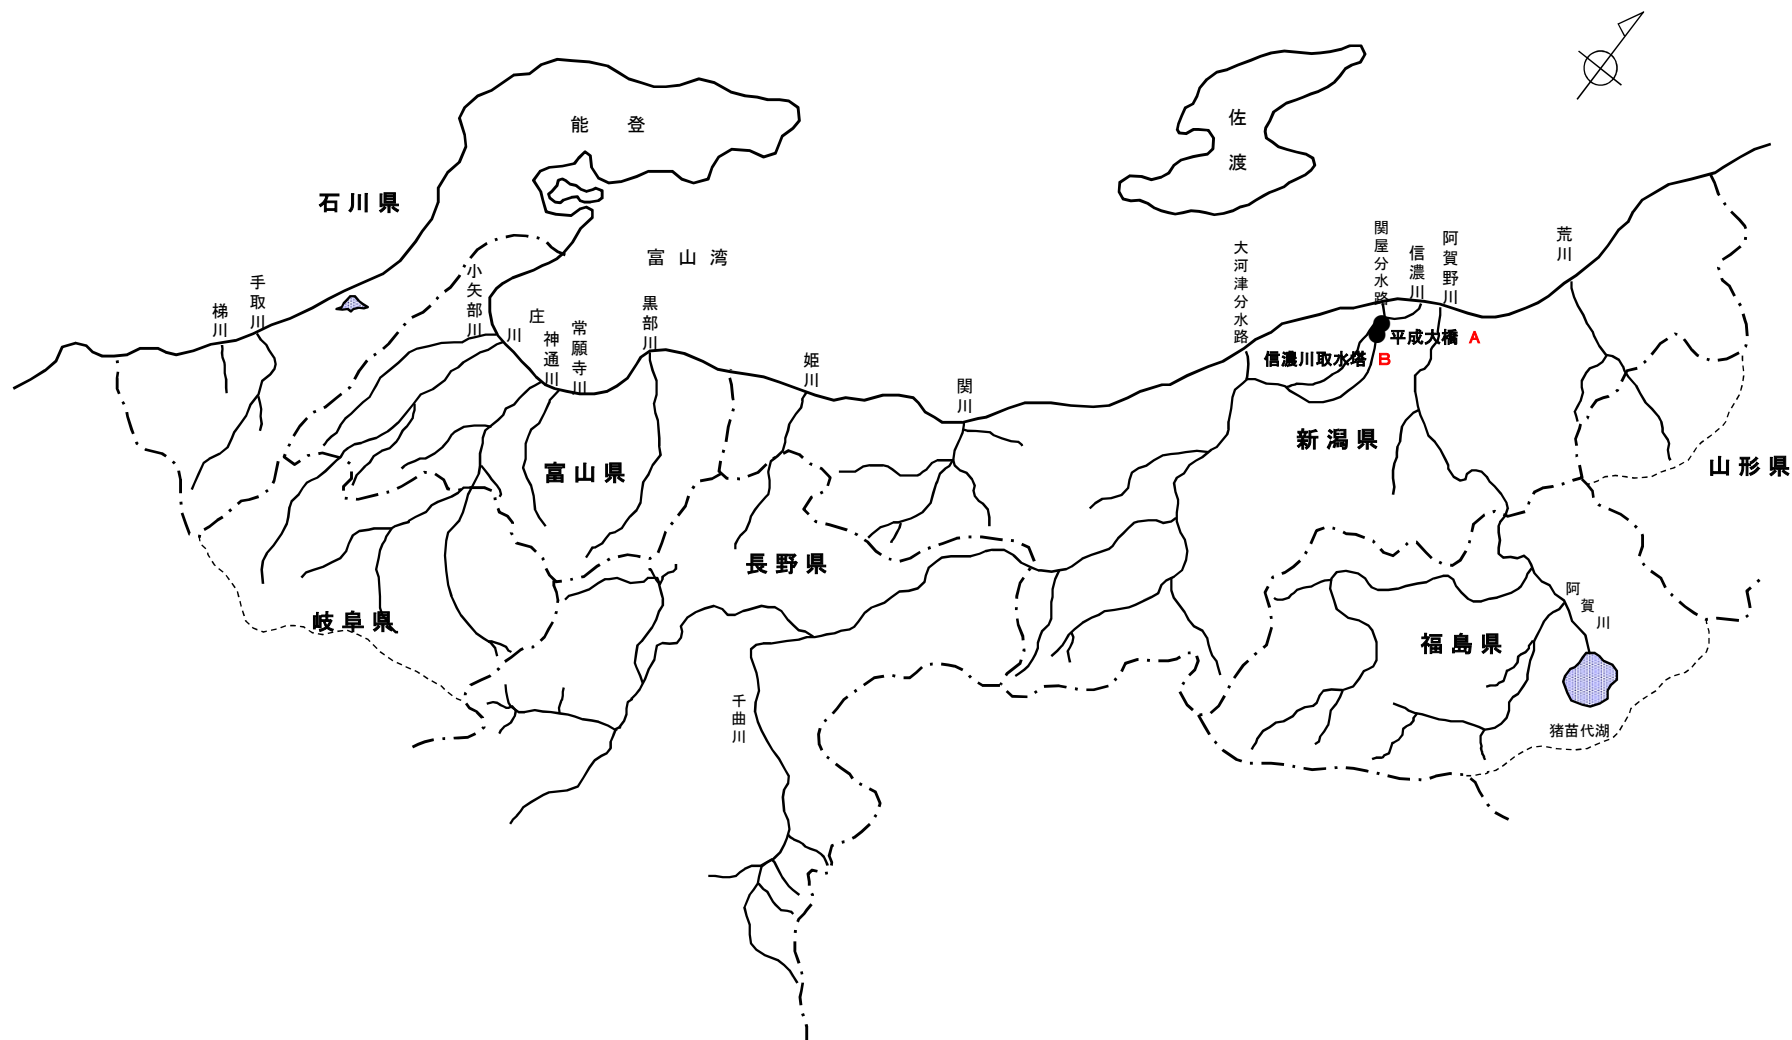 能登
佐渡
石川県
富山湾
梯川
手取川
小矢部川
庄川
神通川
常願寺川
黒部川
姫川
関川
大河津分水路
関屋分水路
信濃川
阿賀野川
荒川
平成大橋 A
信濃川取水塔 B
新潟県
富山県
山形県
長野県
岐阜県
福島県
阿賀川
千曲川
猪苗代湖